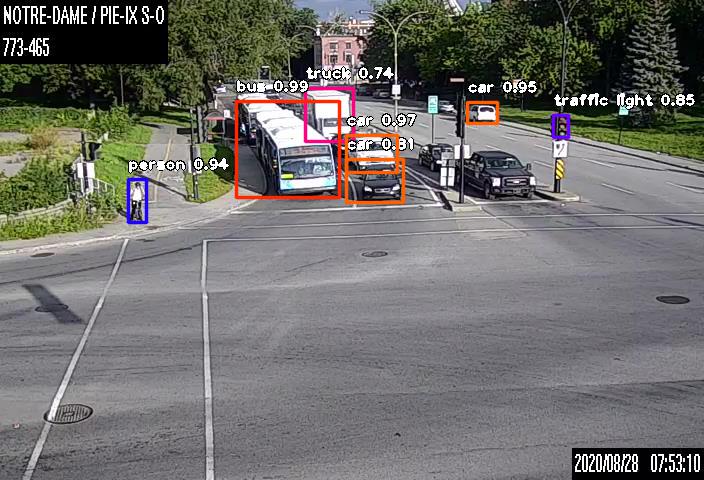 NOTRE-DAME / PIE-IX S-O
773-465
truck 0.74
bus 0.99
car 0.95
traffic light 0.85
car 0.97
car 0.81
person 0.94
2020/08/28 07:53:10